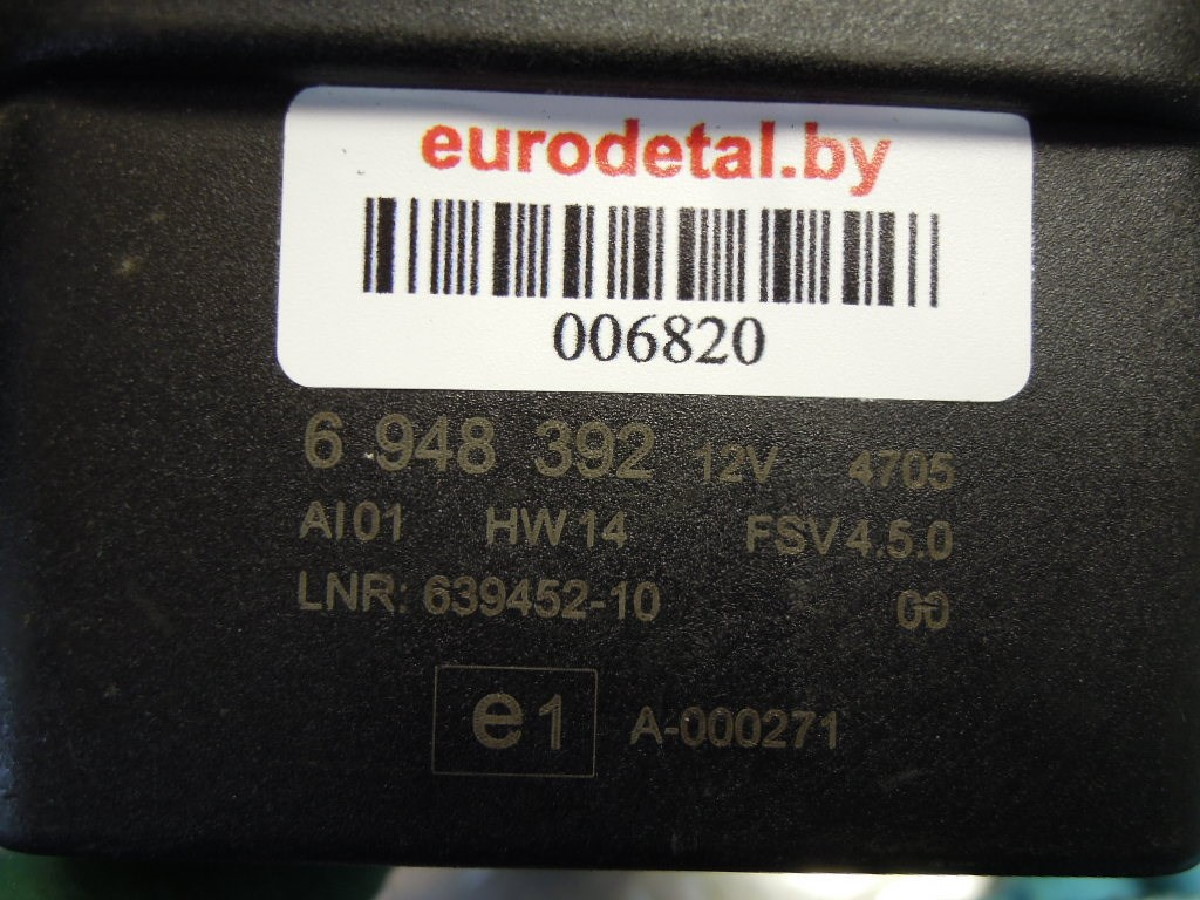 eurodetal.by
006820
6 948 392 12V 4705
AI01 HW14 FSV4.5.0
LNR: 639452-10 00
e1 A-000271